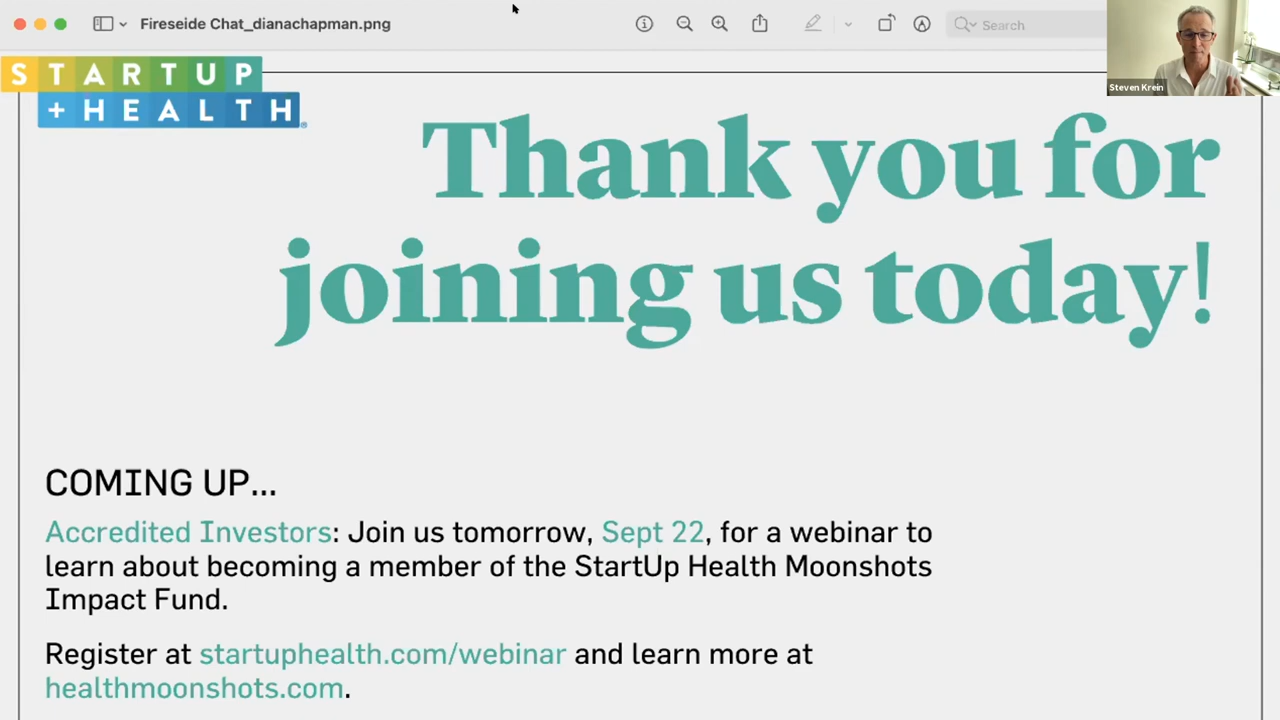 Fireside Chat_dianachapman.png
Search
Steven Krein
STARTUP
+HEALTH®
Thank you for
joining us today!
COMING UP...
Accredited Investors: Join us tomorrow, Sept 22, for a webinar to
learn about becoming a member of the StartUp Health Moonshots
Impact Fund.
Register at startuphealth.com/webinar and learn more at
healthmoonshots.com.